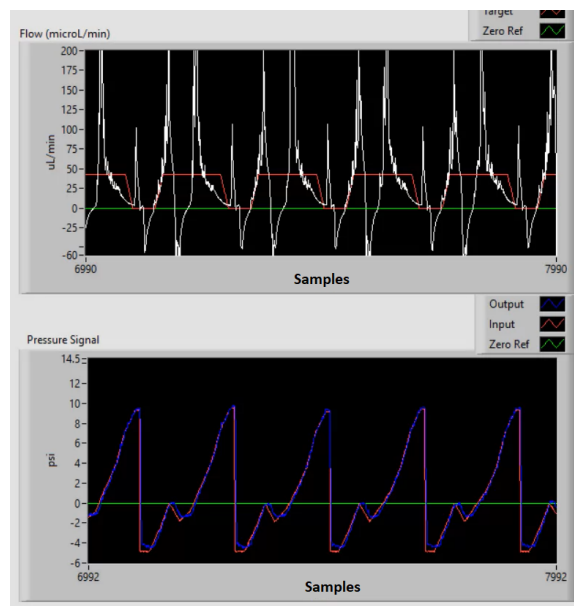 Target
Flow (microL/min)
Zero Ref
200
175
150
125
100
75
50
25
0
-25
-60
uL/min
6990
7990
Samples
Output
Input
Zero Ref
Pressure Signal
14.5
12
10
8
6
4
2
0
-2
-4
-6
psi
6992
7992
Samples